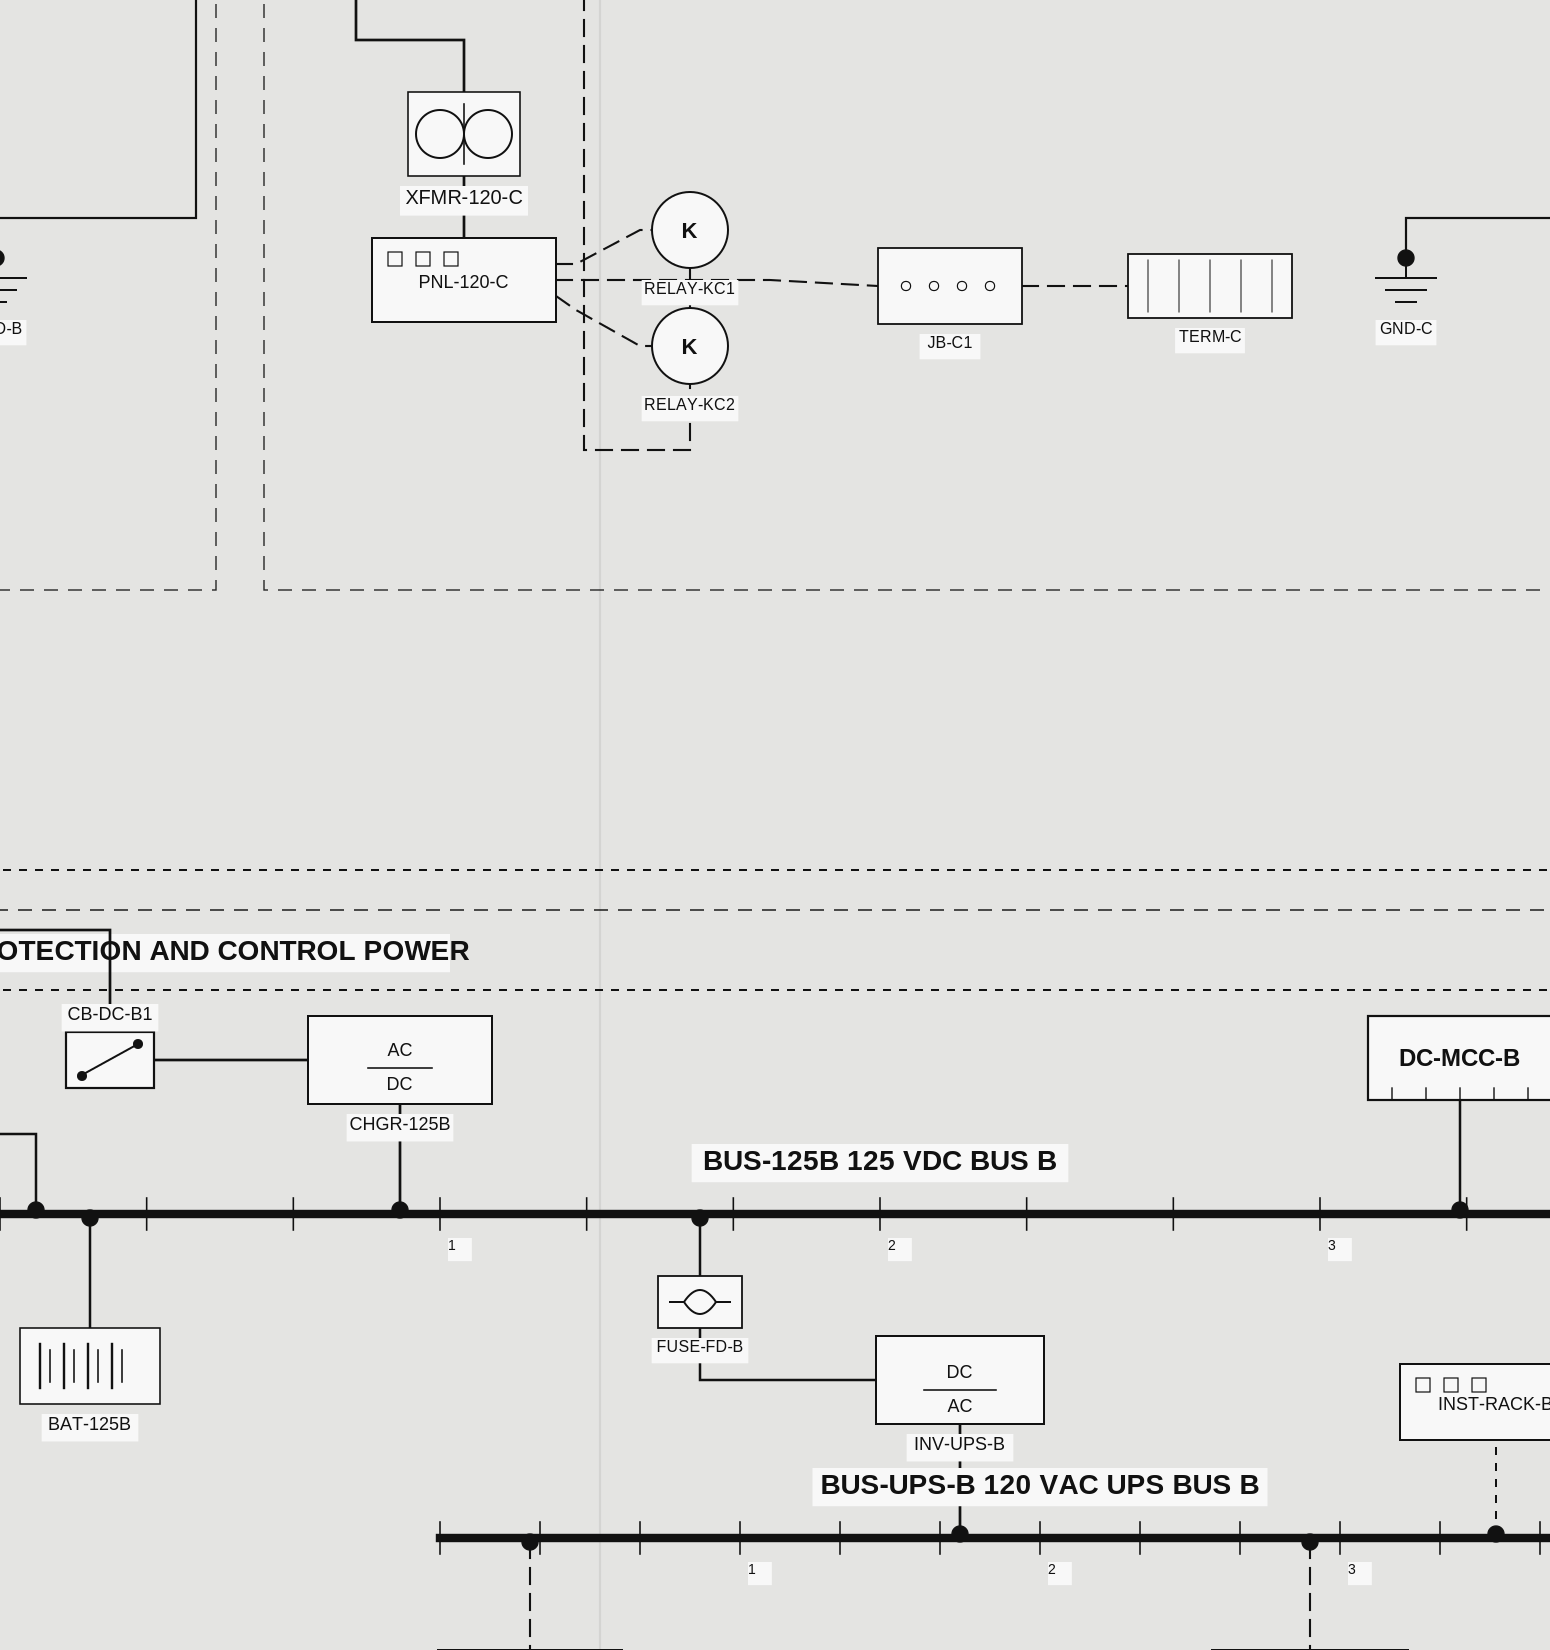 XFMR-120-C
K
PNL-120-C
RELAY-KC1
D-B
JB-C1
TERM-C
GND-C
K
RELAY-KC2
OTECTION AND CONTROL POWER
CB-DC-B1
AC
DC
DC-MCC-B
CHGR-125B
BUS-125B 125 VDC BUS B
1
2
3
FUSE-FD-B
DC
AC
INST-RACK-B
BAT-125B
INV-UPS-B
BUS-UPS-B 120 VAC UPS BUS B
1
2
3